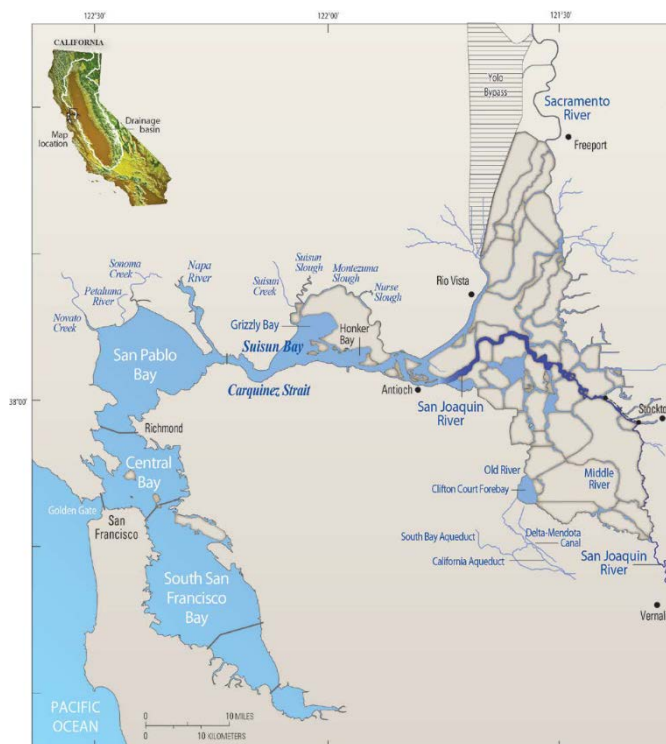 122°30'
122°00'
121°30'
CALIFORNIA
Map
location
Drainage
basin
Yolo
Bypass
Sacramento
River
Freeport
Sonoma
Creek
Petaluna
River
Novato
Creek
Napa
River
Suisun
Creek
Suisun
Slough
Montezuma
Slough
Nurse
Slough
Rio Vista
Grizzly Bay
Suisun Bay
Honker
Bay
San Pablo
Bay
Carquinez Strait
Antioch
San Joaquin
River
Stockto
38°00'
Richmond
Central
Bay
Golden Gate
San
Francisco
South San
Francisco
Bay
Old River
Clifton Court Forebay
Middle
River
South Bay Aqueduct
Delta-Mendota
Canal
California Aqueduct
San Joaquin
River
Vernal
PACIFIC
OCEAN
0 10 MILES
0 10 KILOMETERS